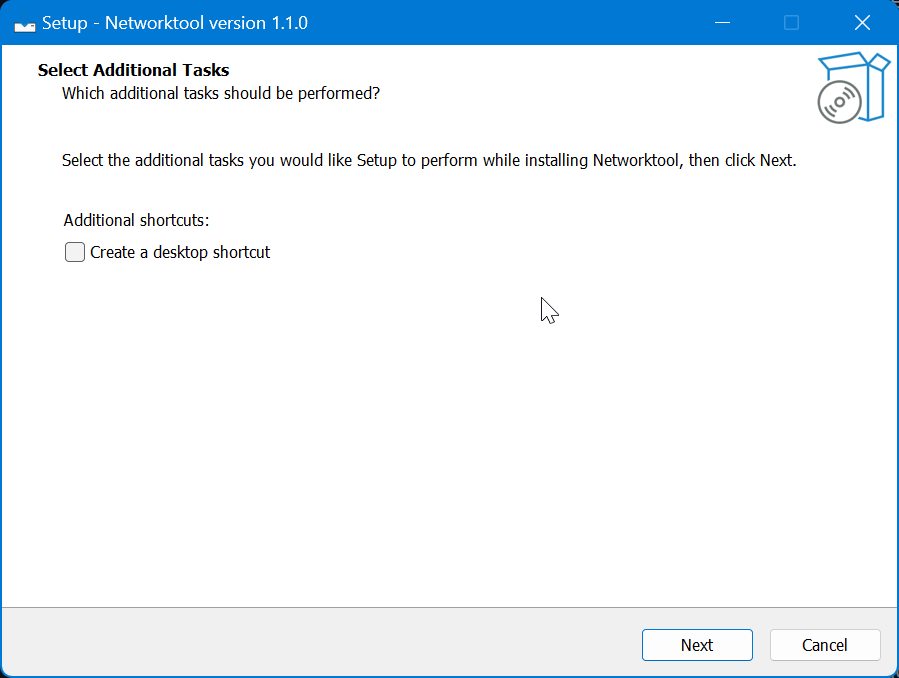 Setup - Networktool version 1.1.0
Select Additional Tasks
Which additional tasks should be performed?
Select the additional tasks you would like Setup to perform while installing Networktool, then click Next.
Additional shortcuts:
Create a desktop shortcut
Next
Cancel